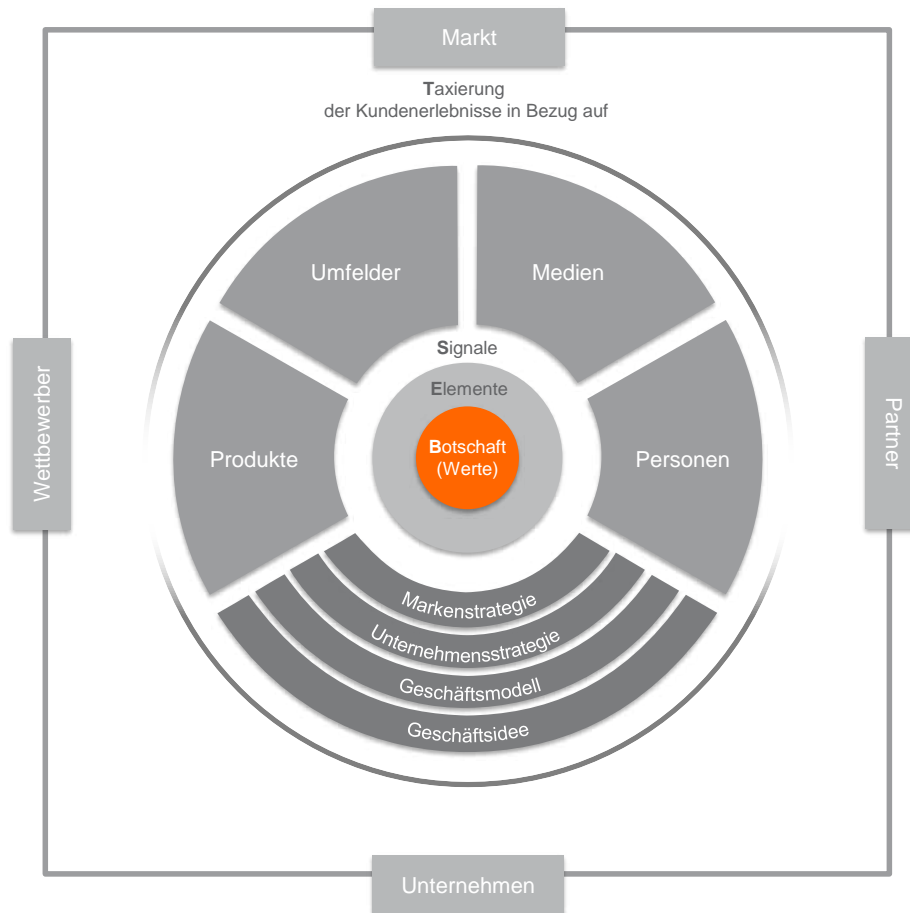 Markt
Taxierung
der Kundenerlebnisse in Bezug auf
Umfelder
Medien
Signale
Elemente
Wettbewerber
Produkte
Botschaft
(Werte)
Personen
Partner
Markenstrategie
Unternehmensstrategie
Geschäftsmodell
Geschäftsidee
Unternehmen